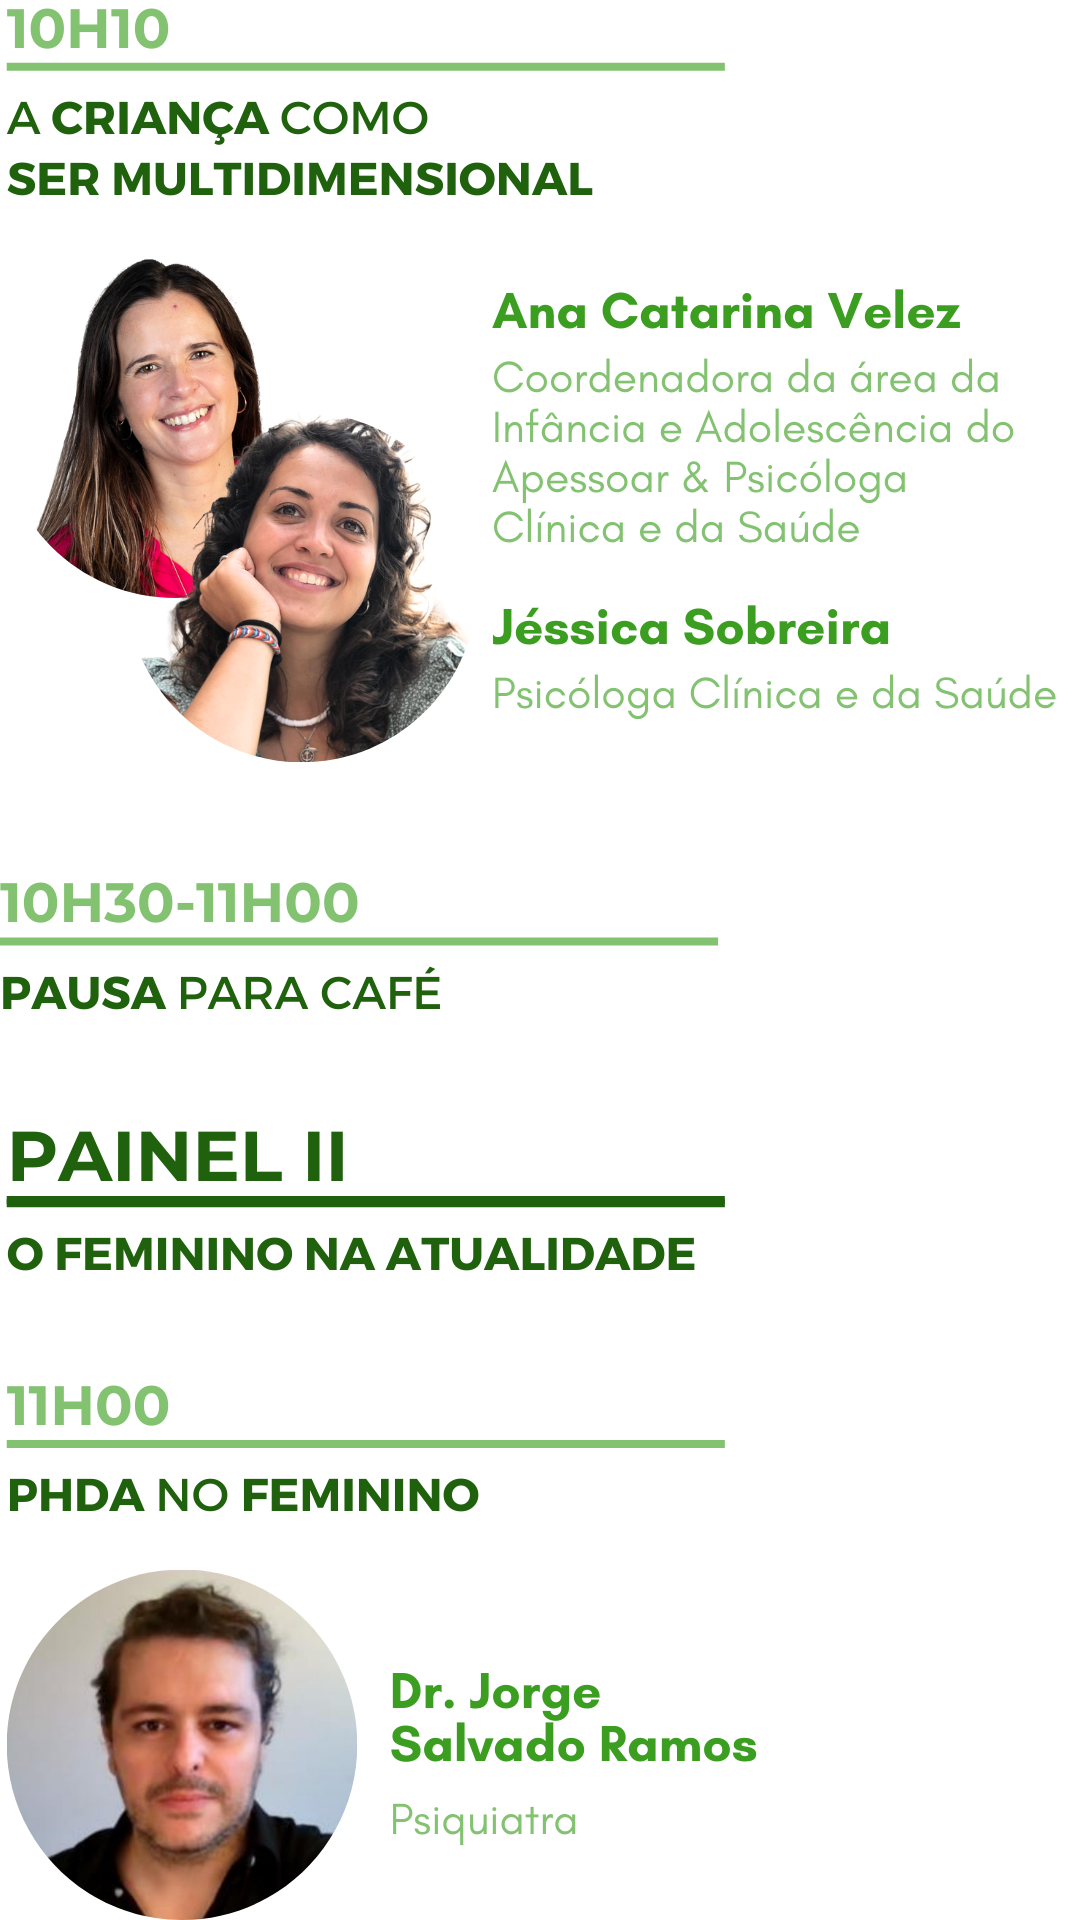 10H10
A CRIANÇA COMO
SER MULTIDIMENSIONAL
Ana Catarina Velez
Coordenadora da área da
Infância e Adolescência do
Apessoar & Psicóloga
Clínica e da Saúde
Jéssica Sobreira
Psicóloga Clínica e da Saúde
10H30-11H00
PAUSA PARA CAFÉ
PAINEL II
O FEMININO NA ATUALIDADE
11H00
PHDA NO FEMININO
Dr. Jorge
Salvado Ramos
Psiquiatra